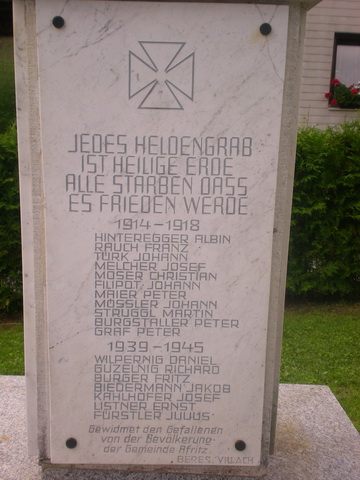 JEDES HELDENGRAB
IST HEILIGE ERDE
ALLE STARBEN DASS
ES FRIEDEN WERDE
1914-1918
HINTEREGGER ALBIN
RAUCH FRANZ
TÜRK JOHANN
MELCHER JOSEF
MOSER CHRISTIAN
FILIPOT JOHANN
MAIER PETER
MÖSSLER JOHANN
STRUGGL MARTIN
BURGSTALLER PETER
GRAF PETER
1939-1945
WILPERNIG DANIEL
GUZELNIG RICHARD
BURGER FRITZ
BIEDERMANN JAKOB
KAHLHOFER JOSEF
LISTNER ERNST
FÜRSTLER JULIUS
Gewidmet den Gefallenen
von der Bevölkerung
der Gemeinde Afritz
BERES, VILLACH